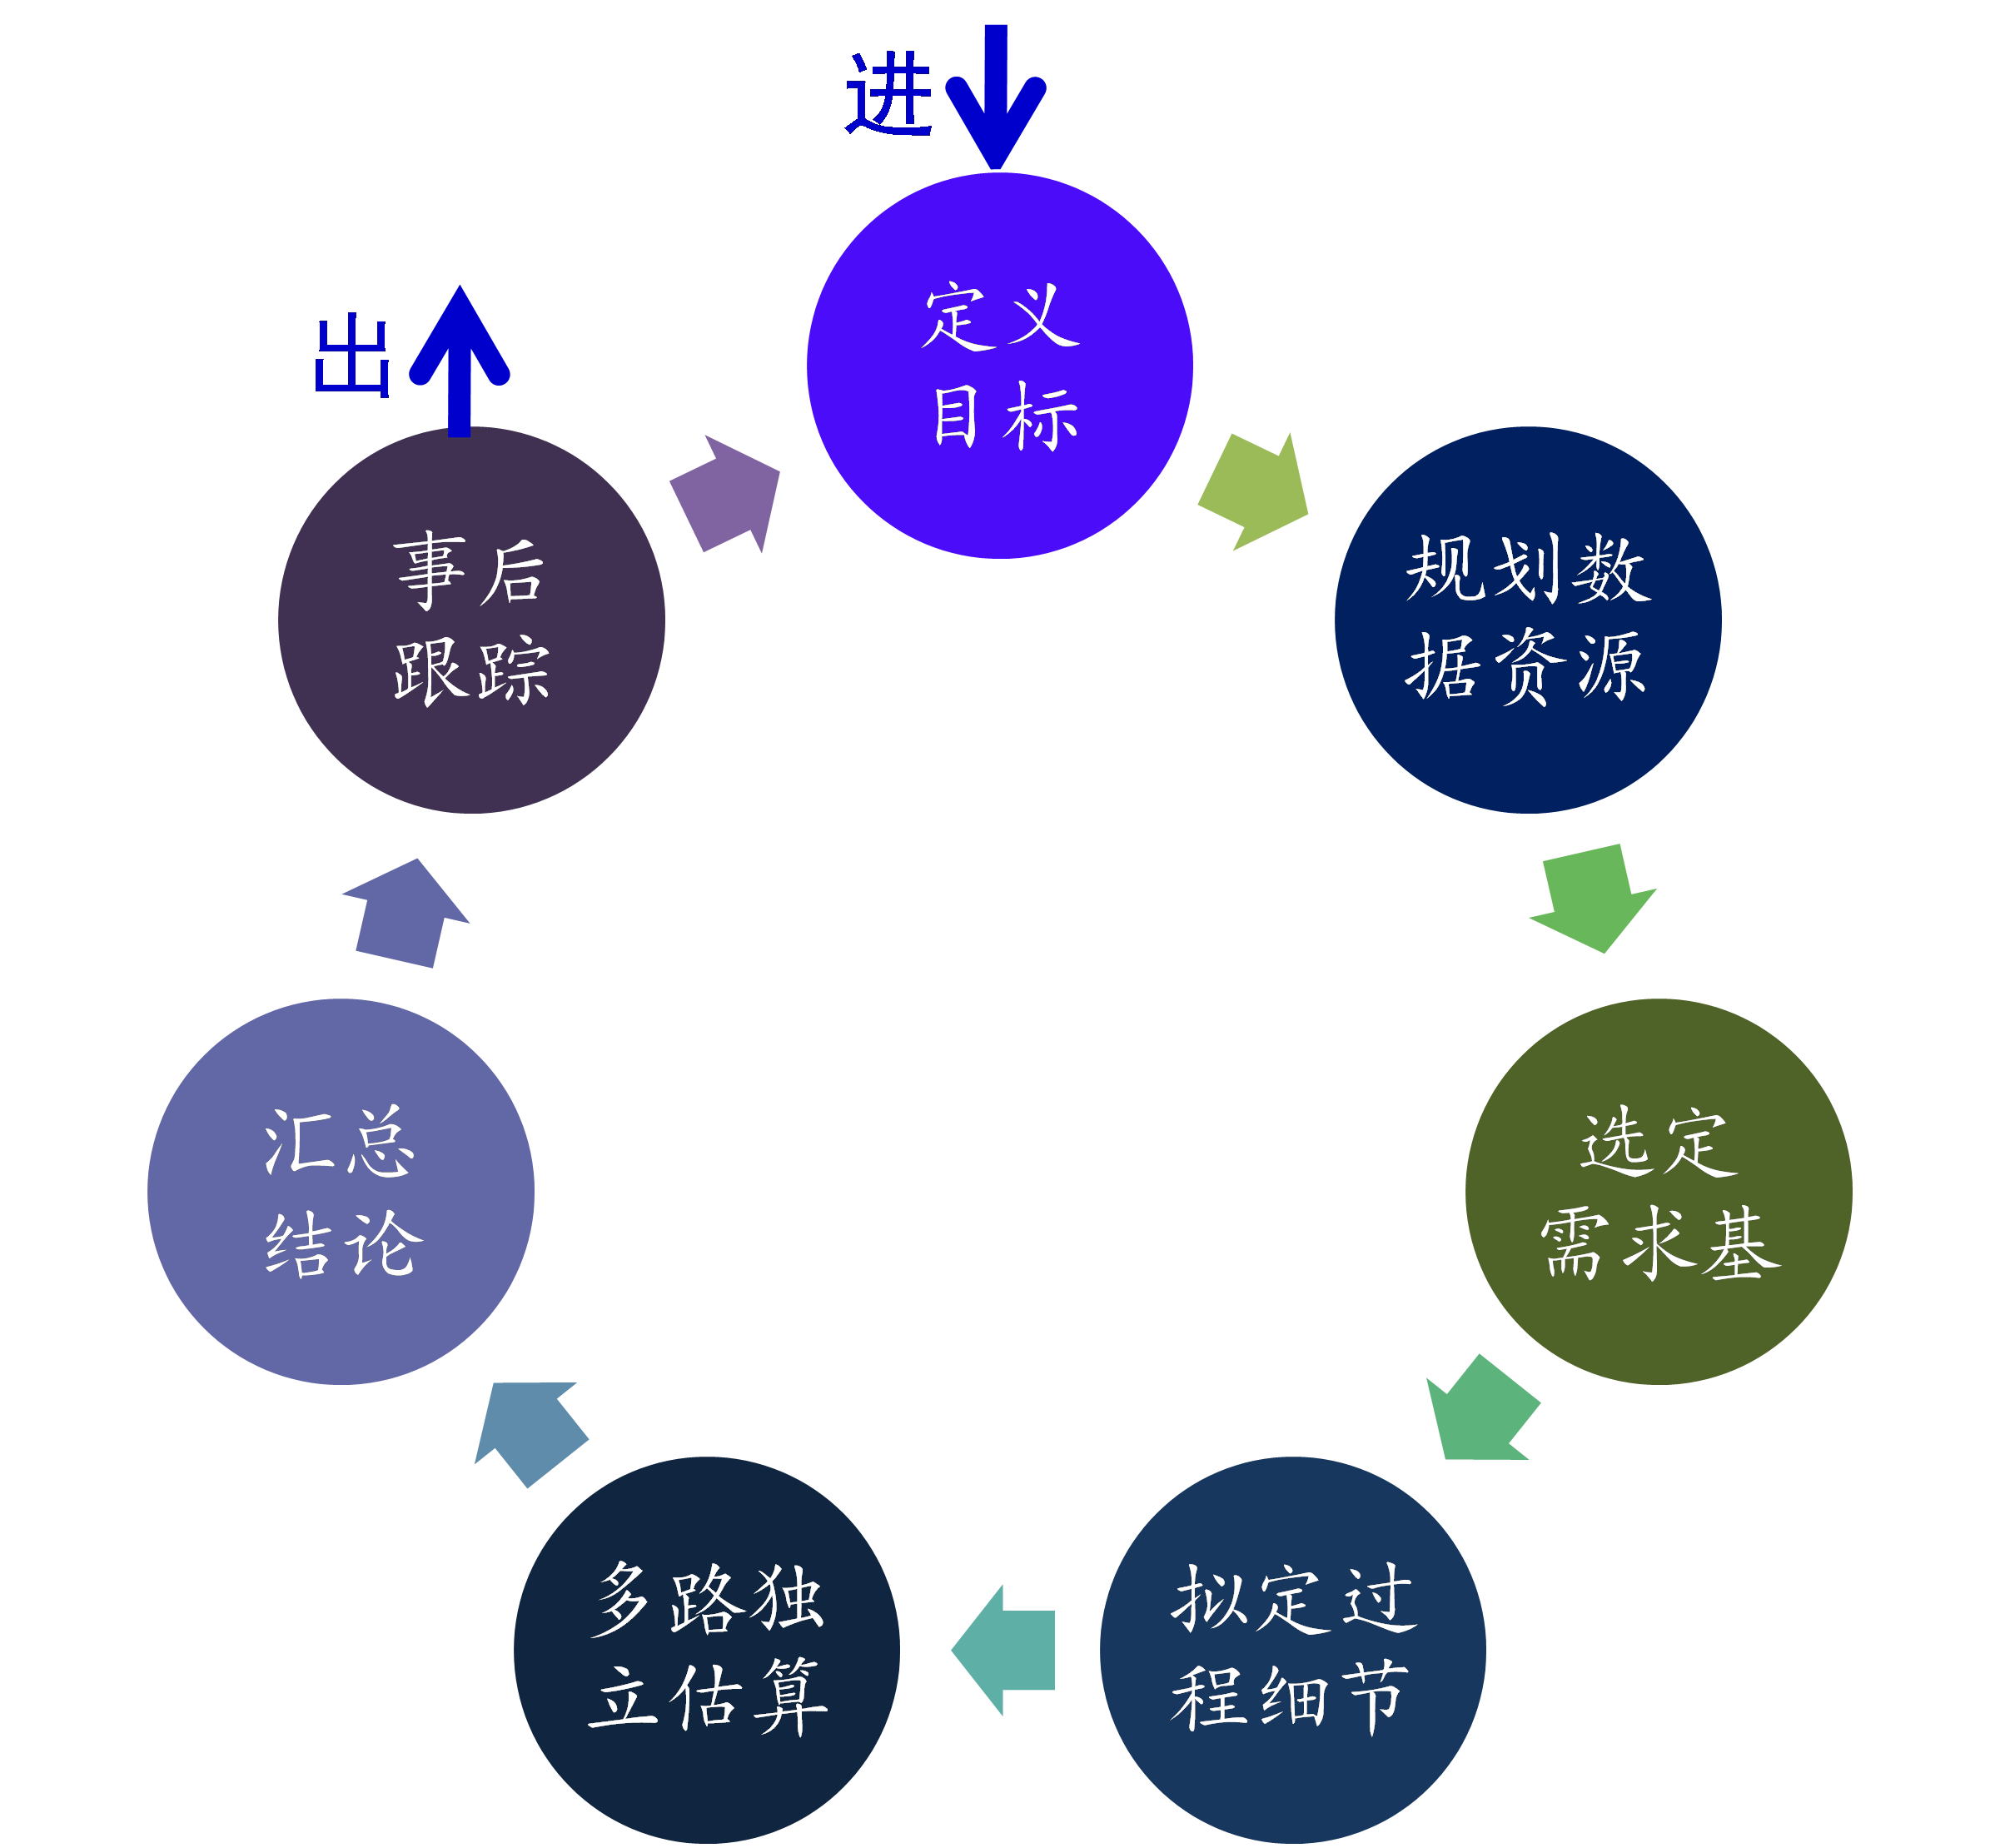 进
定义
目标
规划数
据资源
选定
需求基
拟定过
程细节
多路独
立估算
汇总
结论
事后
跟踪
出